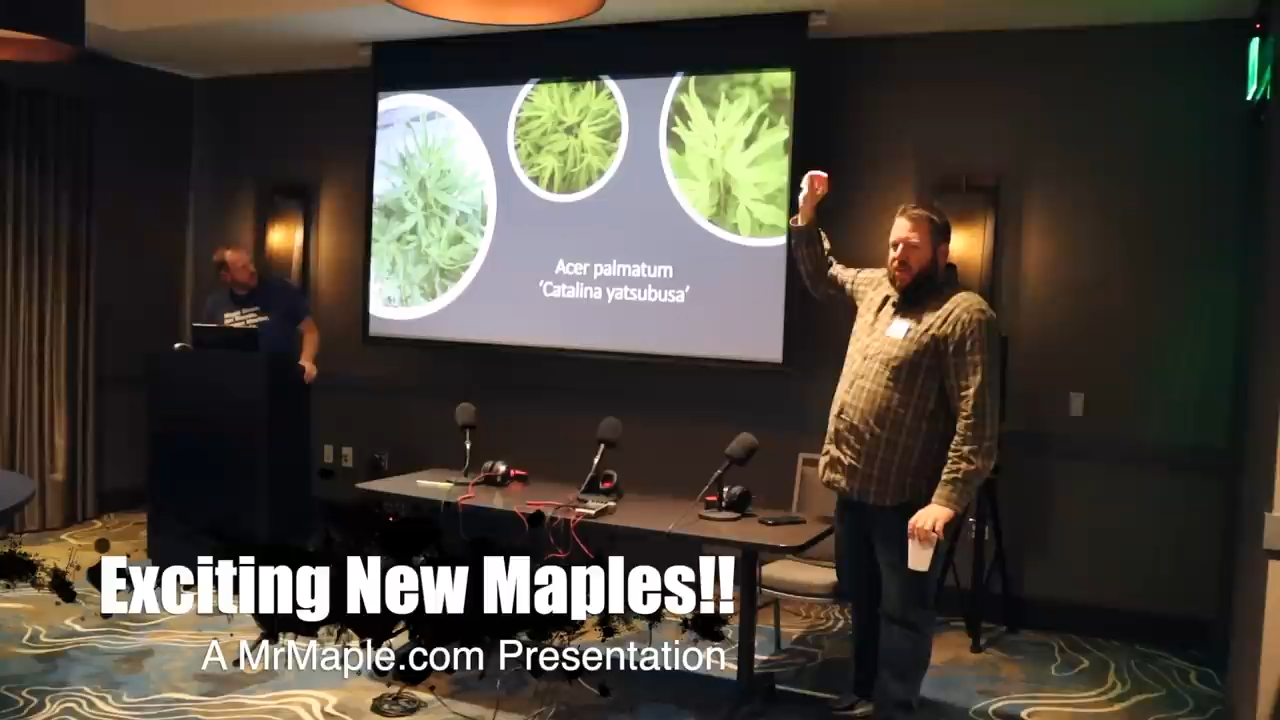 Acer palmatum
‘Catalina yatsubusa’
Exciting New Maples!!
A MrMaple.com Presentation